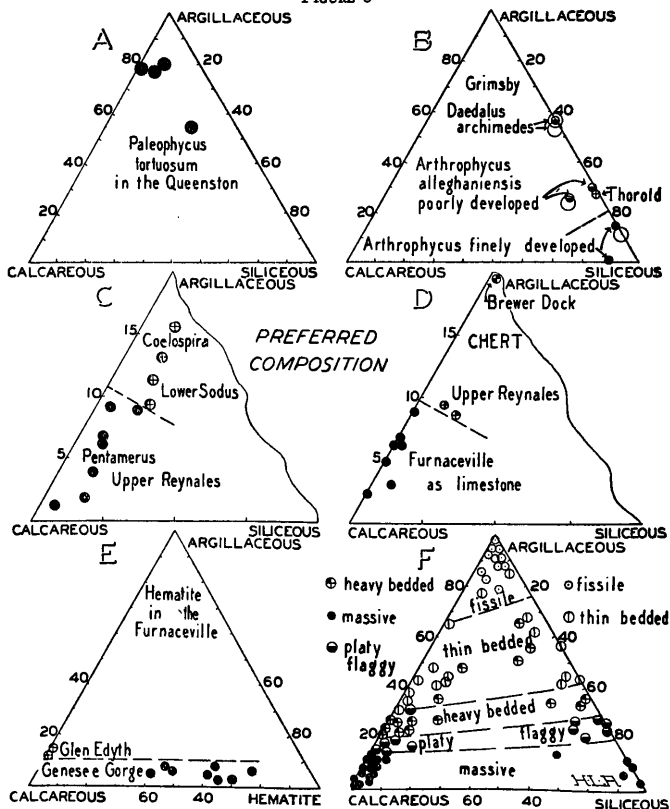 FIGURE
A
ARGILLACEOUS
80
20
60
40
40
60
20
80
Paleophycus
tortuosum
in the Queenston
CALCAREOUS
SILICEOUS
B
ARGILLACEOUS
80
20
Grimsby
60
40
Daedalus
archimedes
40
60
Arthrophycus
alleghaniensis
poorly developed
Thorold
20
80
Arthrophycus finely developed
CALCAREOUS
SILICEOUS
C
ARGILLACEOUS
15
Coelospira
10
Lower Sodus
5
Pentamerus
Upper Reynales
CALCAREOUS
SILICEOUS
PREFERRED
COMPOSITION
D
ARGILLACEOUS
Brewer Dock
15
CHERT
10
Upper Reynales
5
Furnaceville
as limestone
CALCAREOUS
SILICEOUS
E
ARGILLACEOUS
Hematite
in the
Furnaceville
40
20
Glen Edyth
Genesee Gorge
CALCAREOUS
60
40
HEMATITE
F
ARGILLACEOUS
heavy bedded
massive
platy
flaggy
fissile
thin bedded
80
20
fissile
60
40
thin bedded
40
60
heavy bedded
20
80
platy
flaggy
massive
HLA
CALCAREOUS
60
40
SILICEOUS